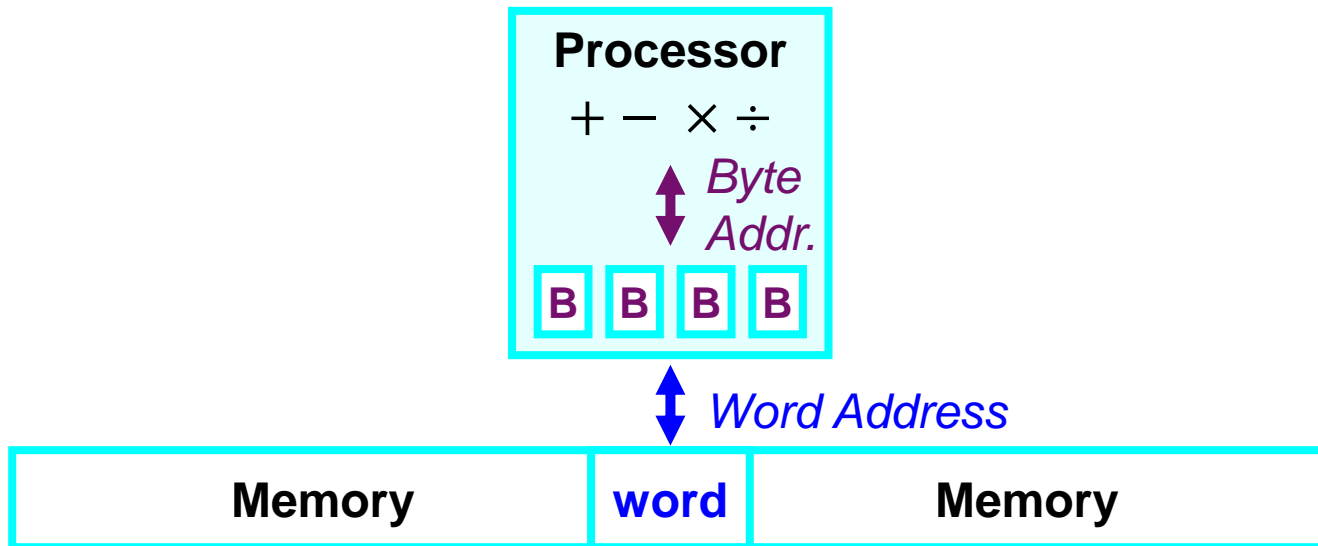 Processor
+ − × ÷
Byte
Addr.
B B B B
Word Address
Memory word Memory